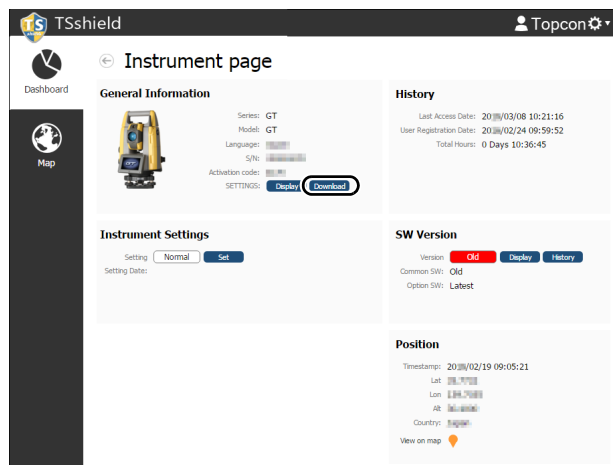 TS TSshield
Topcon
Dashboard
Map
Instrument page
General Information
Series: GT
Model: GT
Language:
S/N:
Activation code:
SETTINGS: Display Download
History
Last Access Date: 20 /03/08 10:21:16
User Registration Date: 20 /02/24 09:59:52
Total Hours: 0 Days 10:36:45
Instrument Settings
Setting Normal Set
Setting Date:
SW Version
Version Old Display History
Common SW: Old
Option SW: Latest
Position
Timestamp: 20 /02/19 09:05:21
Lat
Lon
Alt
Country:
View on map